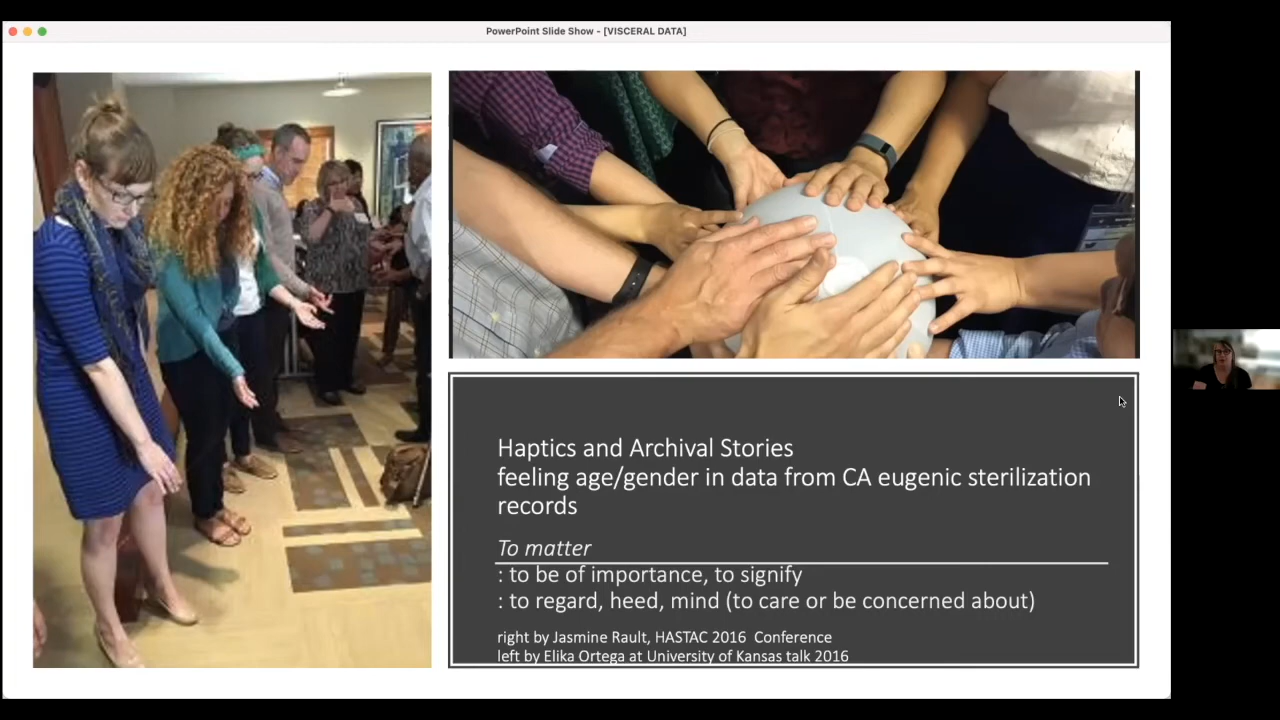 PowerPoint Slide Show - [VISCERAL DATA]
Haptics and Archival Stories
feeling age/gender in data from CA eugenic sterilization
records
To matter
: to be of importance, to signify
: to regard, heed, mind (to care or be concerned about)
right by Jasmine Rault, HASTAC 2016 Conference
left by Elika Ortega at University of Kansas talk 2016